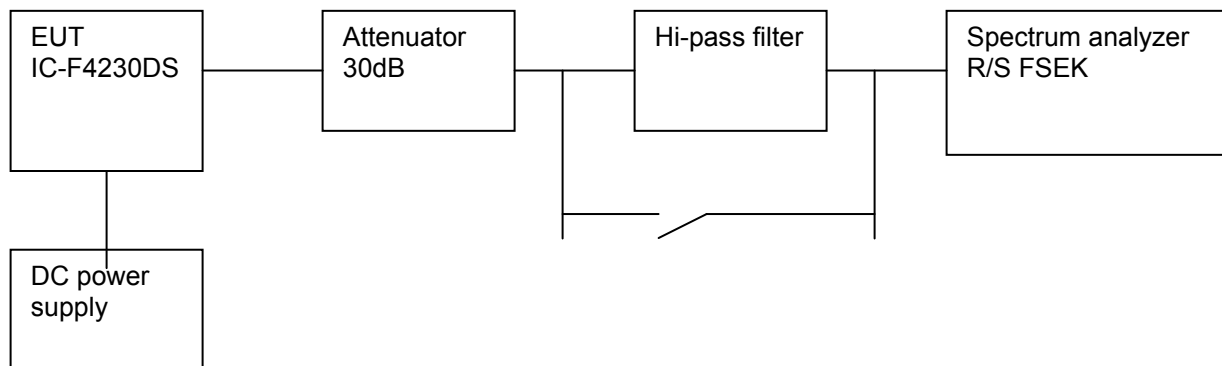 EUT
IC-F4230DS
Attenuator
30dB
Hi-pass filter
Spectrum analyzer
R/S FSEK
DC power
supply